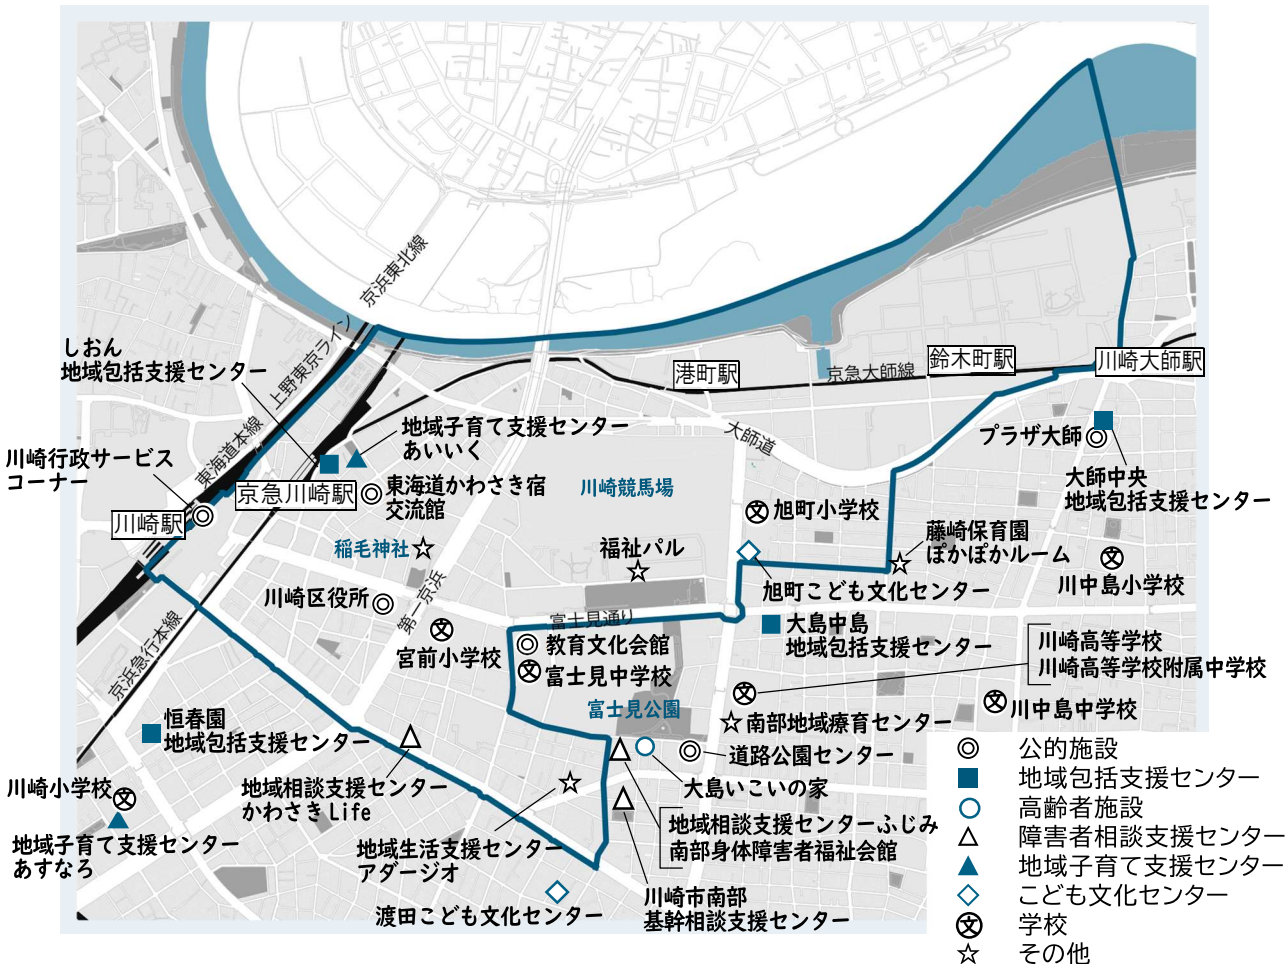 京浜東北線
上野東京ライン
東海道本線
しおん
地域包括支援センター
港町駅
京急大師線
鈴木町駅
川崎大師駅
地域子育て支援センター
あいいく
大師道
プラザ大師
大師中央
地域包括支援センター
川崎行政サービス
コーナー
京急川崎駅
東海道かわさき宿
交流館
川崎競馬場
川崎駅
旭町小学校
稲毛神社
福祉パル
藤崎保育園
ぽかぽかルーム
川中島小学校
旭町こども文化センター
川崎区役所
第一京浜
富士見通り
京浜急行本線
宮前小学校
教育文化会館
富士見中学校
大島中島
地域包括支援センター
川崎高等学校
川崎高等学校附属中学校
富士見公園
川中島中学校
南部地域療育センター
恒春園
地域包括支援センター
道路公園センター
川崎小学校
地域相談支援センター
かわさきLife
大島いこいの家
地域子育て支援センター
あすなろ
地域生活支援センター
アダージオ
地域相談支援センターふじみ
南部身体障害者福祉会館
渡田こども文化センター
川崎市南部
基幹相談支援センター
公的施設
地域包括支援センター
高齢者施設
障害者相談支援センター
地域子育て支援センター
こども文化センター
文 学校
その他